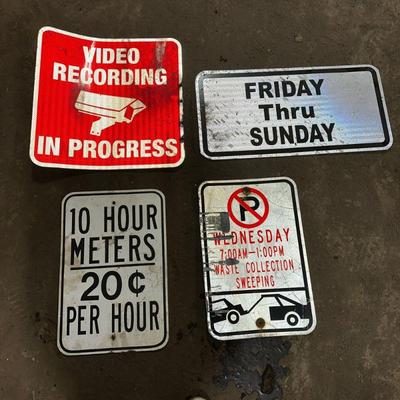 VIDEO
RECORDING
IN PROGRESS
FRIDAY
Thru
SUNDAY
10 HOUR
METERS
20¢
PER HOUR
P
WEDNESDAY
7:00AM-1:00PM
WASTE COLLECTION
SWEEPING